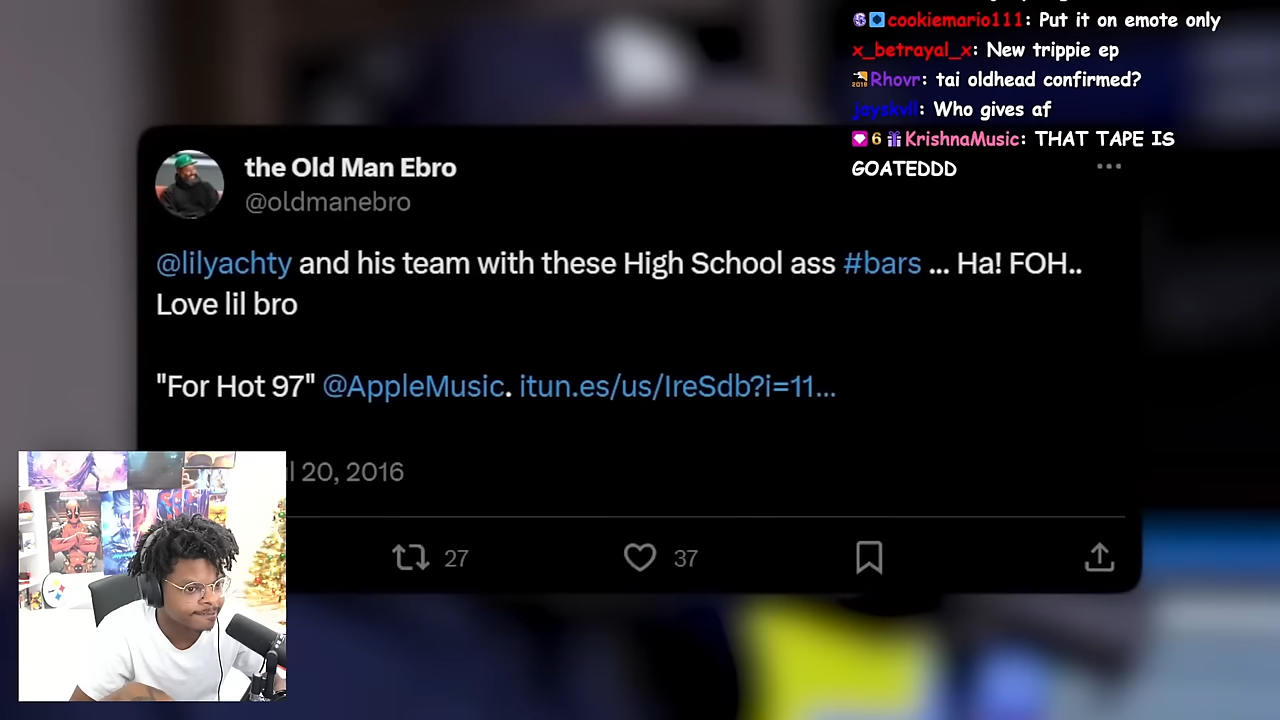 cookiemario111: Put it on emote only
x_betrayal_x: New trippie ep
Rhovr: tai oldhead confirmed?
jayskvll: Who gives af
6 KrishnaMusic: THAT TAPE IS
GOATEDDD
the Old Man Ebro
@oldmanebro
@lilyachty and his team with these High School ass #bars ... Ha! FOH..
Love lil bro
"For Hot 97" @AppleMusic. itun.es/us/IreSdb?i=11...
20, 2016
27
37